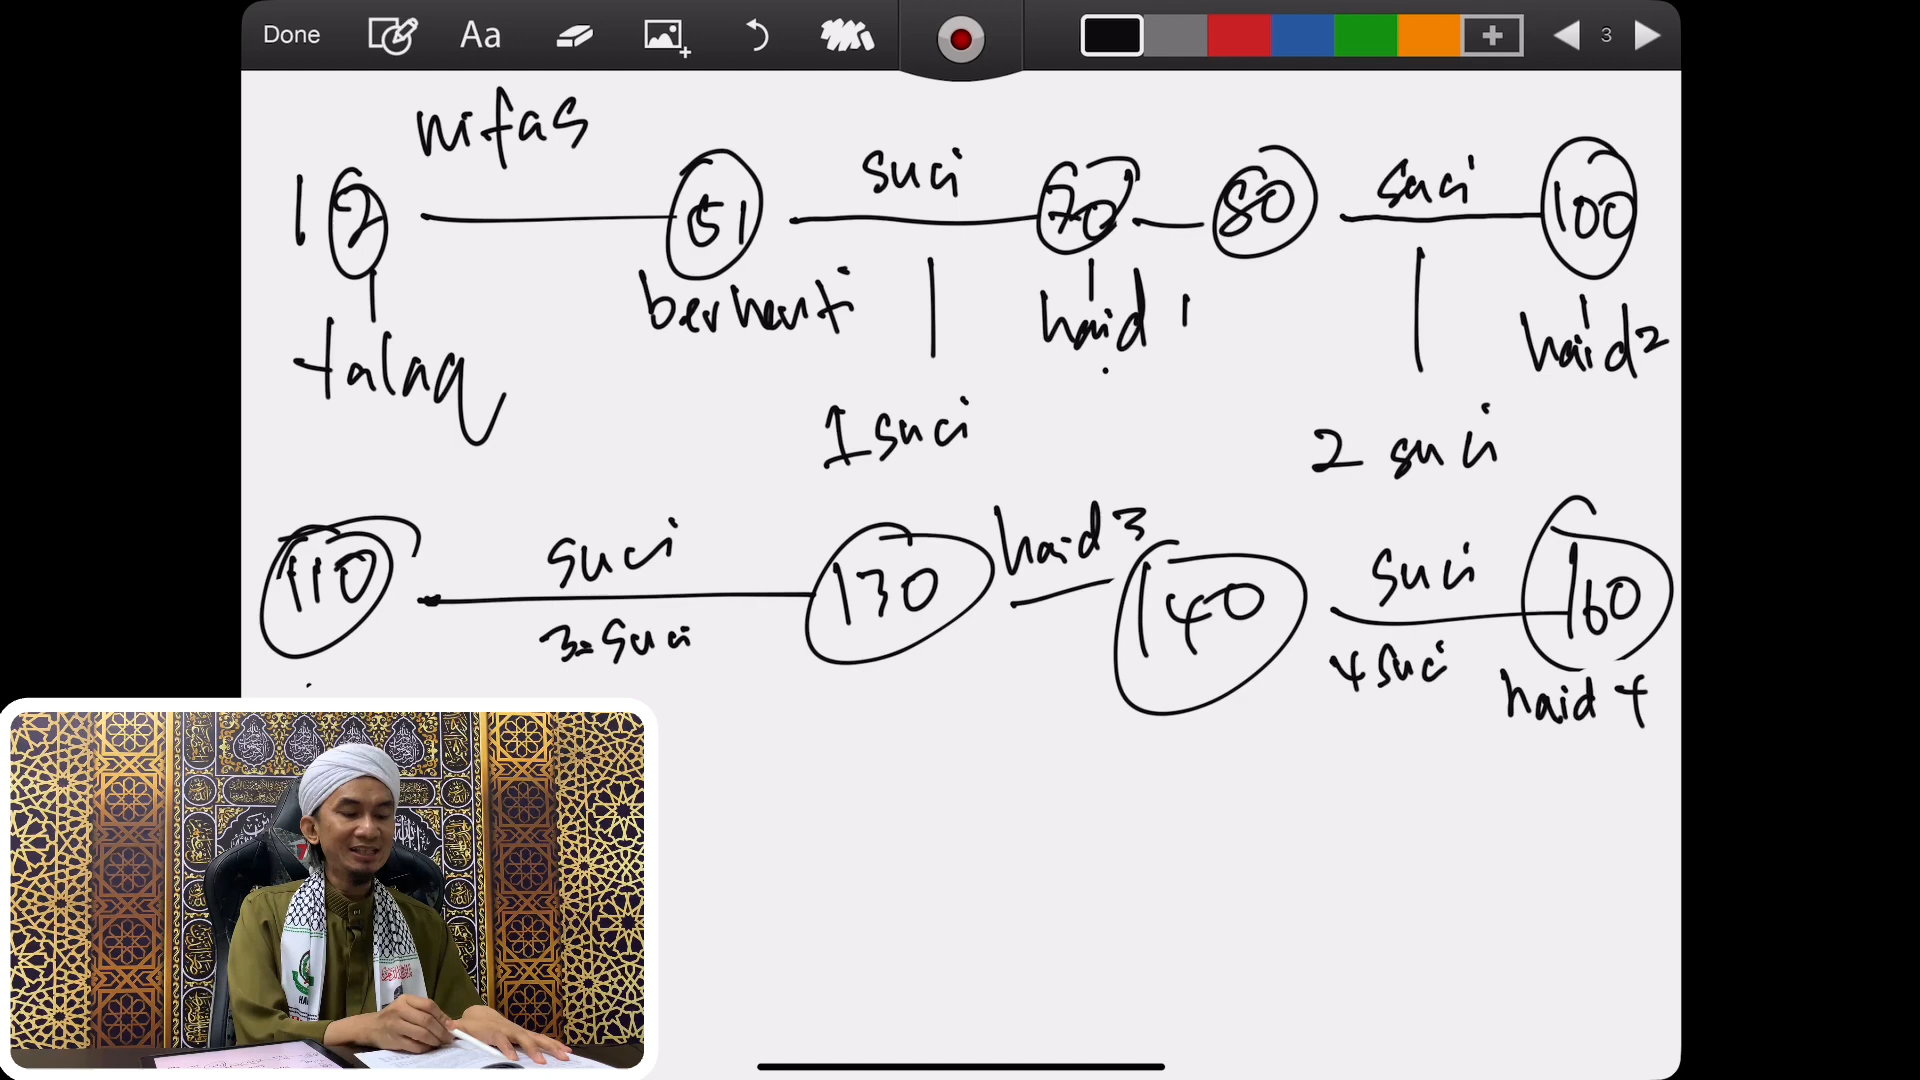 Done Aa 3
nifas
1 2 61 suci 70 80 suci 100
talaq berhenti haid 1 haid 2
1 suci 2 suci
110 suci 130 haid 3 140 suci 160
3 suci 4 suci haid 4